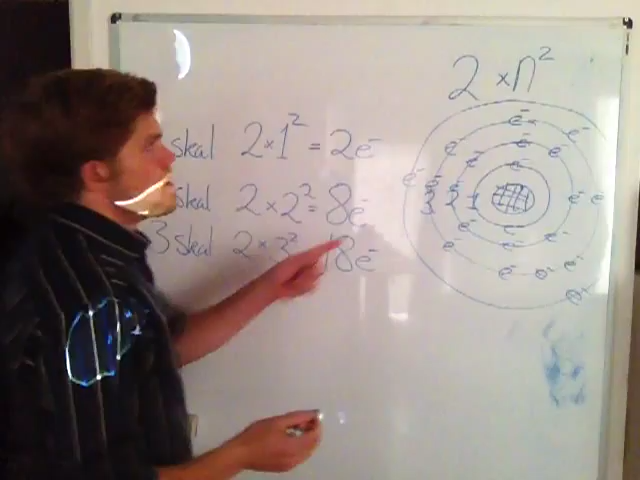 2 × n²
skal 2×1² = 2e⁻
skal 2×2² = 8e⁻
3 skal 2×3² 18e⁻
e⁻ e⁻ e⁻ e⁻ e⁻ e⁻
e⁻ 3 2 1 e⁻ e⁻
e⁻ e⁻ e⁻ e⁻ e⁻ e⁻ e⁻